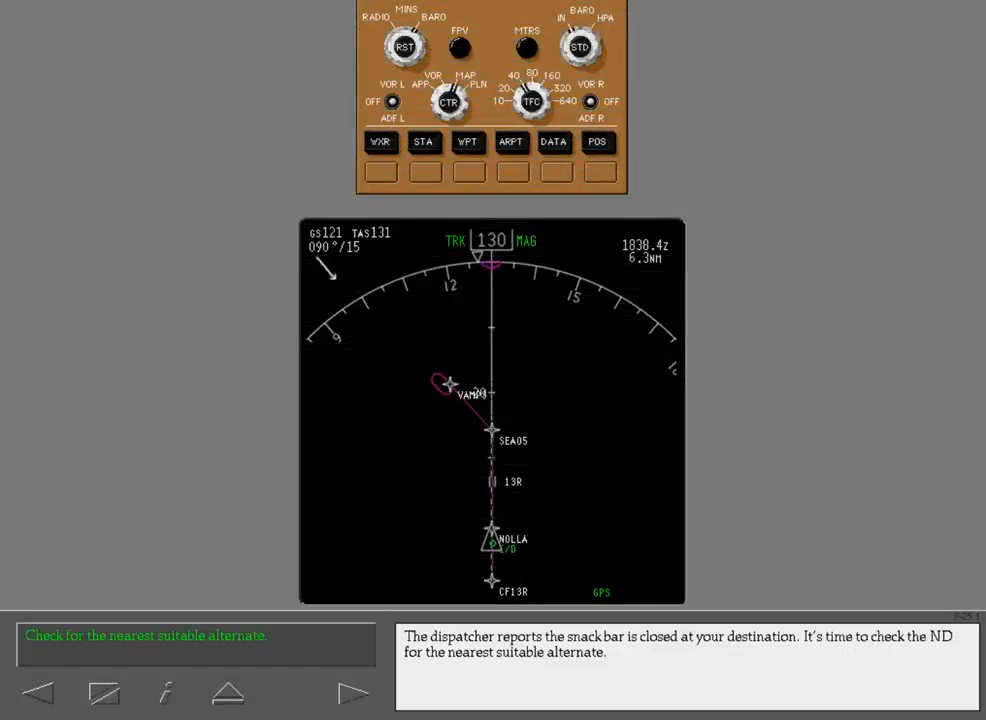 MINS
RADIO
BARO
RST
FPV
MTRS
BARO
IN
HPA
STD
VOR L
OFF
ADF L
APP
VOR
MAP
PLN
CTR
10
20
40
80
160
320
640
TFC
VOR R
OFF
ADF R
WXR
STA
WPT
ARPT
DATA
POS
GS121 TAS131
090°/15
TRK 130 MAG
1838.4z
6.3NM
9
12
15
20
SEA05
13R
NOLLA
CF13R
GPS
Check for the nearest suitable alternate.
The dispatcher reports the snack bar is closed at your destination. It's time to check the ND
for the nearest suitable alternate.
i